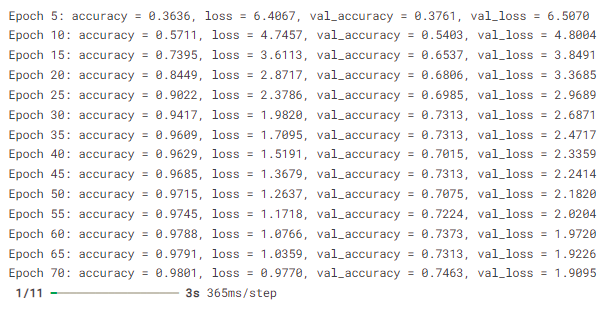 Epoch 5: accuracy = 0.3636, loss = 6.4067, val_accuracy = 0.3761, val_loss = 6.5070
Epoch 10: accuracy = 0.5711, loss = 4.7457, val_accuracy = 0.5403, val_loss = 4.8004
Epoch 15: accuracy = 0.7395, loss = 3.6113, val_accuracy = 0.6537, val_loss = 3.8491
Epoch 20: accuracy = 0.8449, loss = 2.8717, val_accuracy = 0.6806, val_loss = 3.3685
Epoch 25: accuracy = 0.9022, loss = 2.3786, val_accuracy = 0.6985, val_loss = 2.9689
Epoch 30: accuracy = 0.9417, loss = 1.9820, val_accuracy = 0.7313, val_loss = 2.6871
Epoch 35: accuracy = 0.9609, loss = 1.7095, val_accuracy = 0.7313, val_loss = 2.4717
Epoch 40: accuracy = 0.9629, loss = 1.5191, val_accuracy = 0.7015, val_loss = 2.3359
Epoch 45: accuracy = 0.9685, loss = 1.3679, val_accuracy = 0.7313, val_loss = 2.2414
Epoch 50: accuracy = 0.9715, loss = 1.2637, val_accuracy = 0.7075, val_loss = 2.1820
Epoch 55: accuracy = 0.9745, loss = 1.1718, val_accuracy = 0.7224, val_loss = 2.0204
Epoch 60: accuracy = 0.9788, loss = 1.0766, val_accuracy = 0.7373, val_loss = 1.9720
Epoch 65: accuracy = 0.9791, loss = 1.0359, val_accuracy = 0.7313, val_loss = 1.9226
Epoch 70: accuracy = 0.9801, loss = 0.9770, val_accuracy = 0.7463, val_loss = 1.9095
1/11 3s 365ms/step